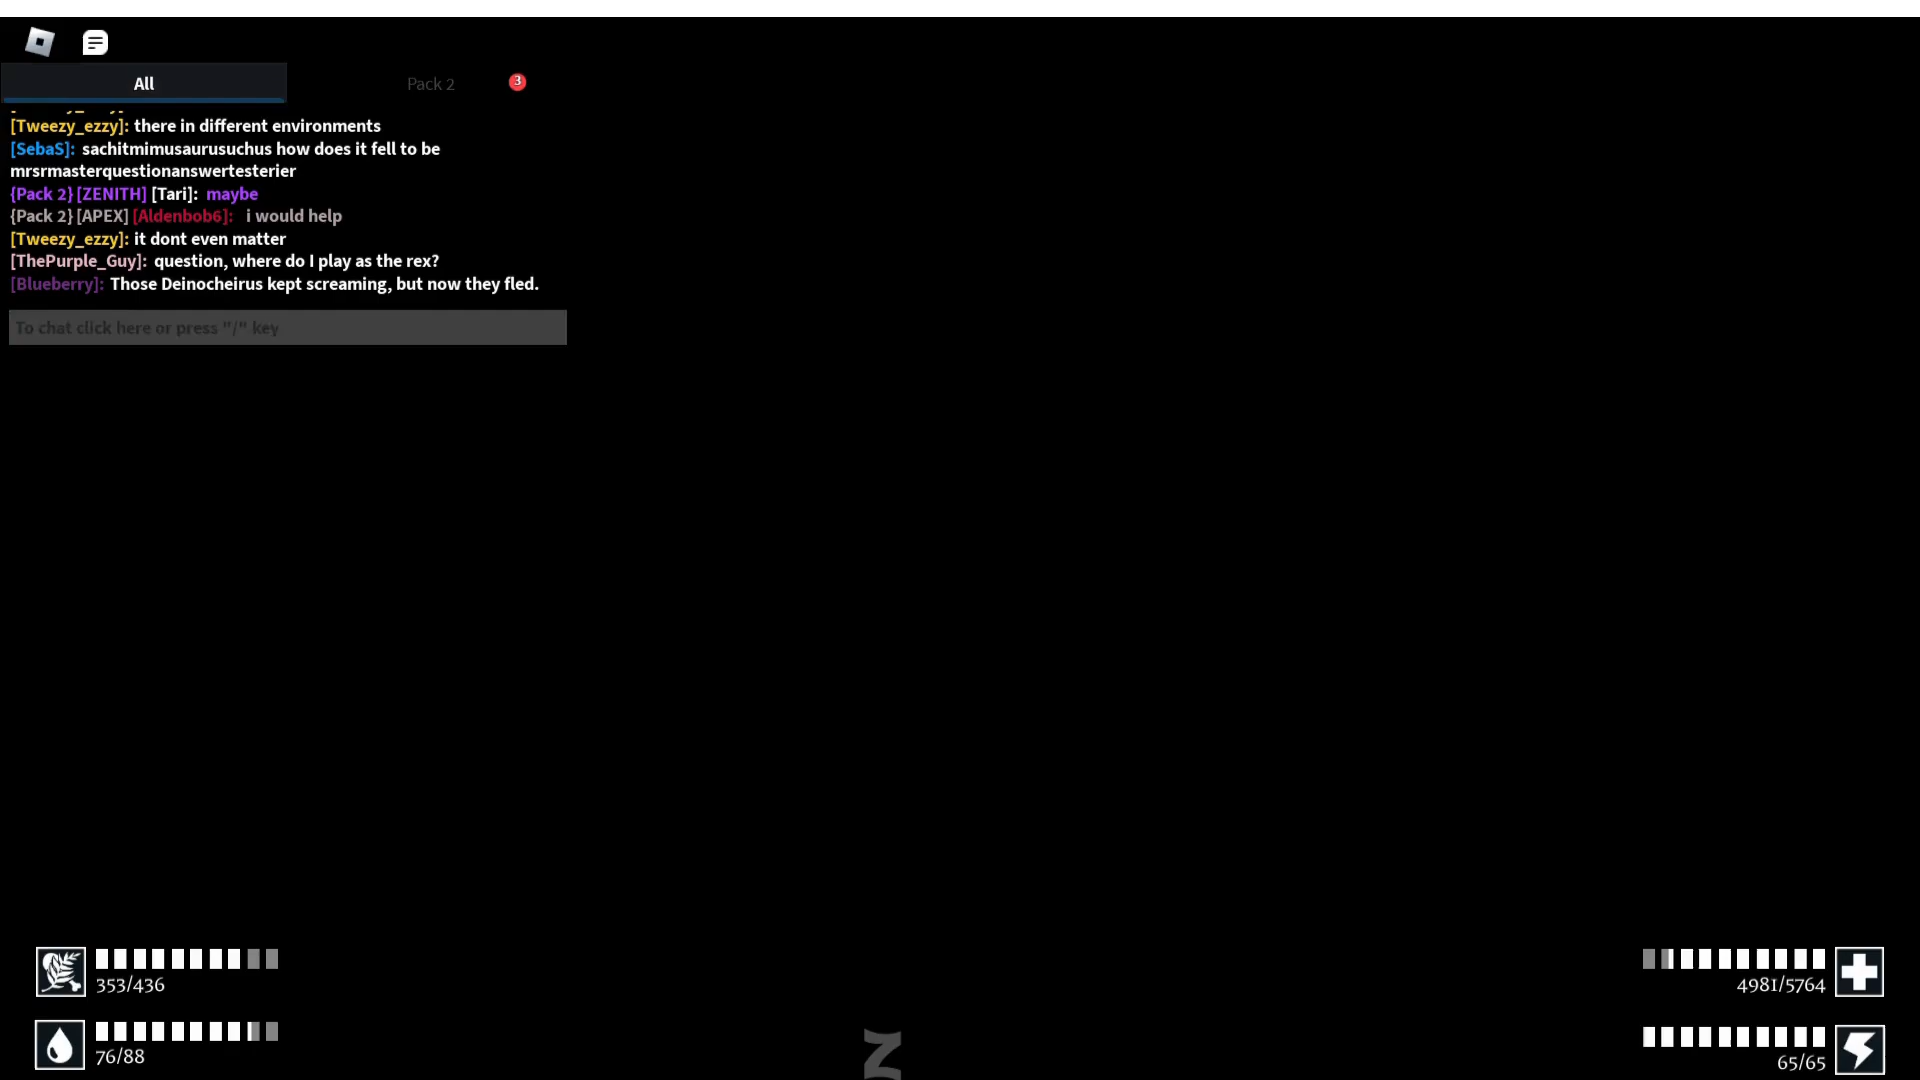 All
Pack 2
3
[Tweezy_ezzy]: there in different environments
[SebaS]: sachitmimusaurusuchus how does it fell to be
mrsrmasterquestionanswertesterier
{Pack 2} [ZENITH] [Tari]: maybe
{Pack 2} [APEX] [Aldenbob6]: i would help
[Tweezy_ezzy]: it dont even matter
[ThePurple_Guy]: question, where do I play as the rex?
[Blueberry]: Those Deinocheirus kept screaming, but now they fled.
To chat click here or press "/" key
353/436
4981/5764
76/88
Z
65/65